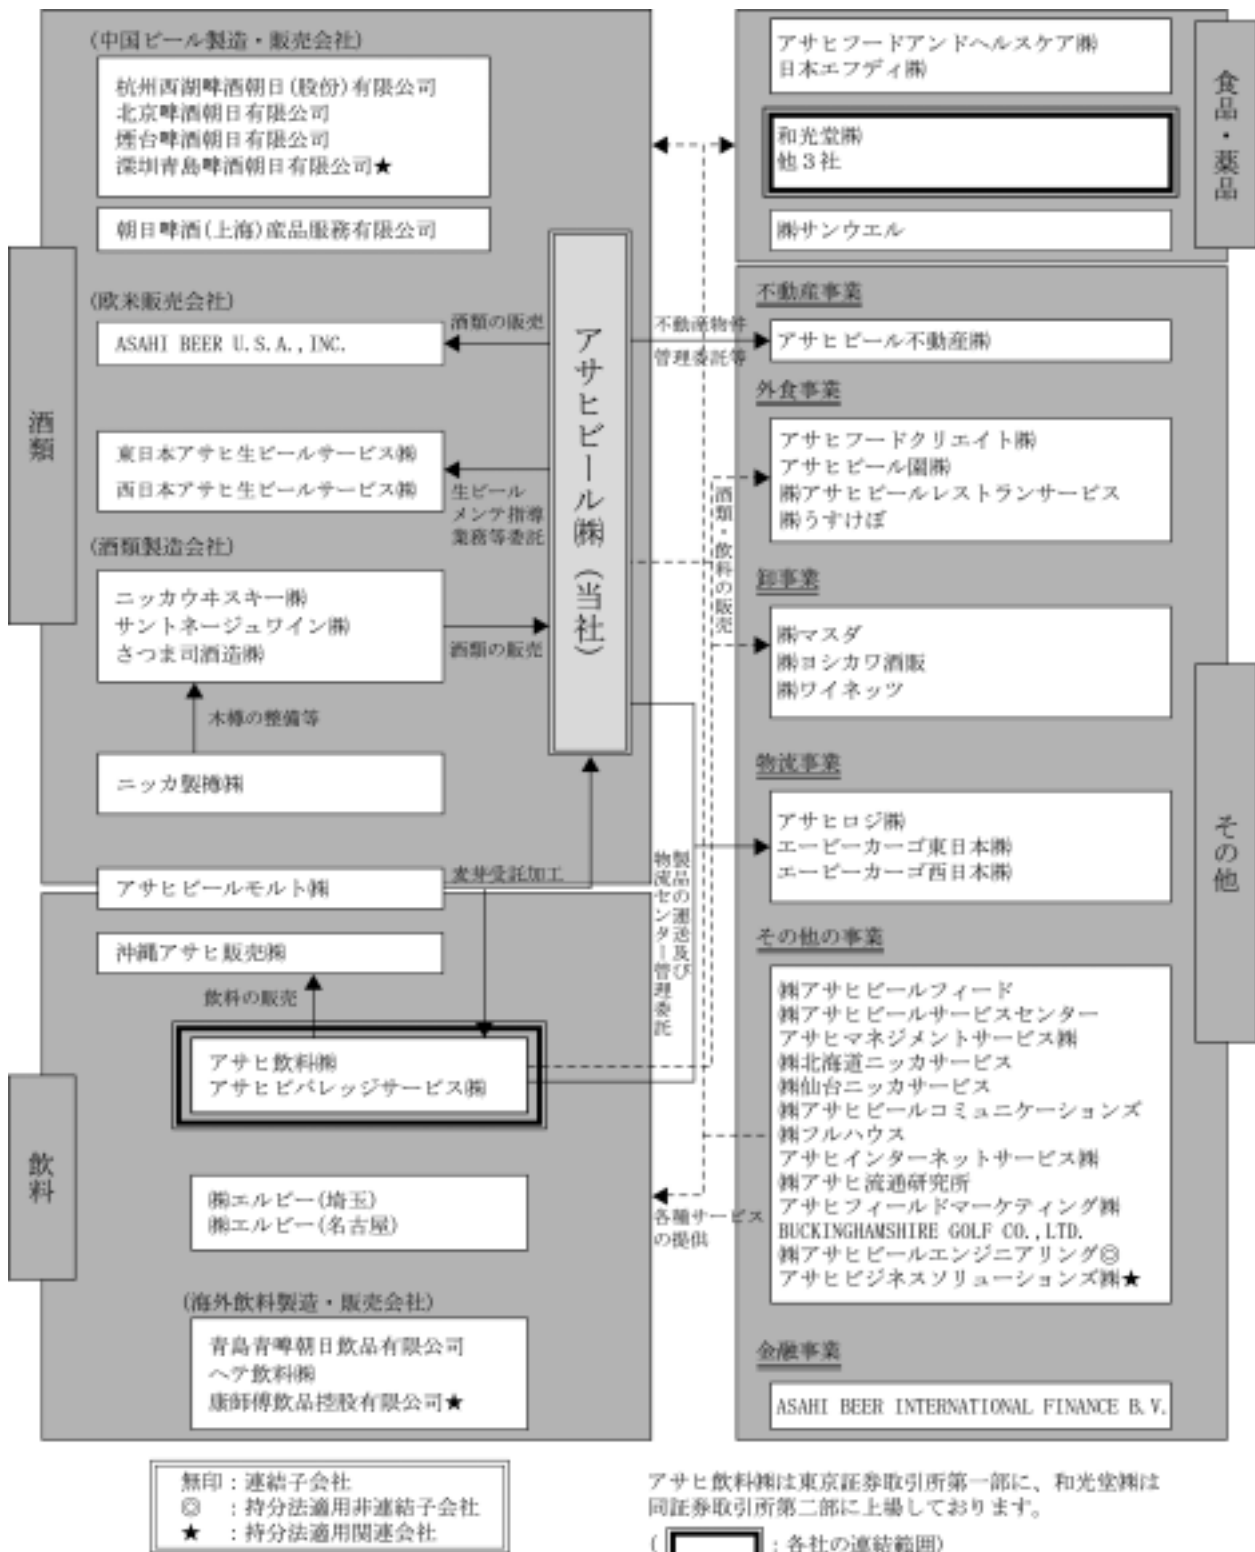 (中国ビール製造・販売会社)
杭州西湖啤酒朝日(股份)有限公司
北京啤酒朝日有限公司
煙台啤酒朝日有限公司
深圳青島啤酒朝日有限公司★
朝日啤酒(上海)産品服務有限公司
酒類
(欧米販売会社)
ASAHI BEER U.S.A.,INC.
酒類の販売
東日本アサヒ生ビールサービス㈱
西日本アサヒ生ビールサービス㈱
生ビール
メンテ指導
業務等委託
(酒類製造会社)
ニッカウヰスキー㈱
サントネージュワイン㈱
さつま司酒造㈱
酒類の販売
木樽の整備等
ニッカ製樽㈱
アサヒビール㈱(当社)
アサヒビールモルト㈱
麦芽受託加工
沖縄アサヒ販売㈱
飲料の販売
アサヒ飲料㈱
アサヒビバレッジサービス㈱
飲料
㈱エルビー(埼玉)
㈱エルビー(名古屋)
(海外飲料製造・販売会社)
青島青啤朝日飲品有限公司
ヘテ飲料㈱
康師傅飲品控股有限公司★
不動産物件
管理委託等
酒類・飲料の販売
製品の運送及び
物流センター管理委託
各種サービス
の提供
アサヒフードアンドヘルスケア㈱
日本エフディ㈱
和光堂㈱
他3社
㈱サンウエル
食品・薬品
不動産事業
アサヒビール不動産㈱
外食事業
アサヒフードクリエイト㈱
アサヒビール園㈱
㈱アサヒビールレストランサービス
㈱うすけぼ
卸事業
㈱マスダ
㈱ヨシカワ酒販
㈱ワイネッツ
物流事業
アサヒロジ㈱
エービーカーゴ東日本㈱
エービーカーゴ西日本㈱
その他
その他の事業
㈱アサヒビールフィード
㈱アサヒビールサービスセンター
アサヒマネジメントサービス㈱
㈱北海道ニッカサービス
㈱仙台ニッカサービス
㈱アサヒビールコミュニケーションズ
㈱フルハウス
アサヒインターネットサービス㈱
㈱アサヒ流通研究所
アサヒフィールドマーケティング㈱
BUCKINGHAMSHIRE GOLF CO.,LTD.
㈱アサヒビールエンジニアリング◎
アサヒビジネスソリューションズ㈱★
金融事業
ASAHI BEER INTERNATIONAL FINANCE B.V.
無印：連結子会社
◎ ：持分法適用非連結子会社
★ ：持分法適用関連会社
アサヒ飲料㈱は東京証券取引所第一部に、和光堂㈱は
同証券取引所第二部に上場しております。
( ：各社の連結範囲)